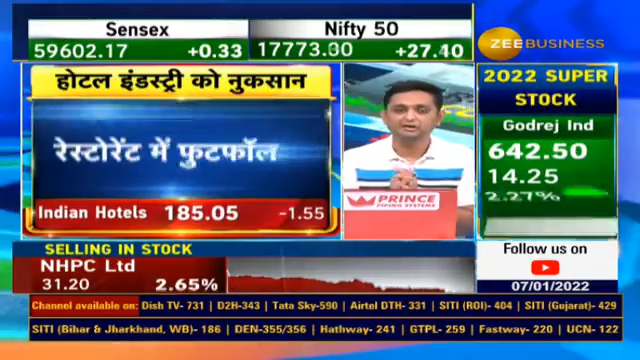 Sensex
59602.17 +0.33
Nifty 50
17773.30 +27.40
ZEE BUSINESS
होटल इंडस्ट्री को नुकसान
रेस्टोरेंट में फुटफॉल
Indian Hotels 185.05 -1.55
PRINCE
PIPING SYSTEMS
2022 SUPER
STOCK
Godrej Ind
642.50
14.25
2.27%
SELLING IN STOCK
NHPC Ltd
31.20 2.65%
Follow us on
07/01/2022
Channel available on: Dish TV- 731 | D2H-343 | Tata Sky-590 | Airtel DTH- 331 | SITI (ROI)- 404 | SITI (Gujarat)- 429
SITI (Bihar & Jharkhand, WB)- 186 | DEN-355/356 | Hathway- 241 | GTPL- 259 | Fastway- 220 | UCN- 122